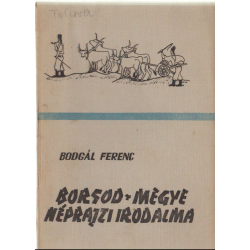 BODGÁL FERENC
BORSOD-MEGYE
NÉPRAJZI IRODALMA